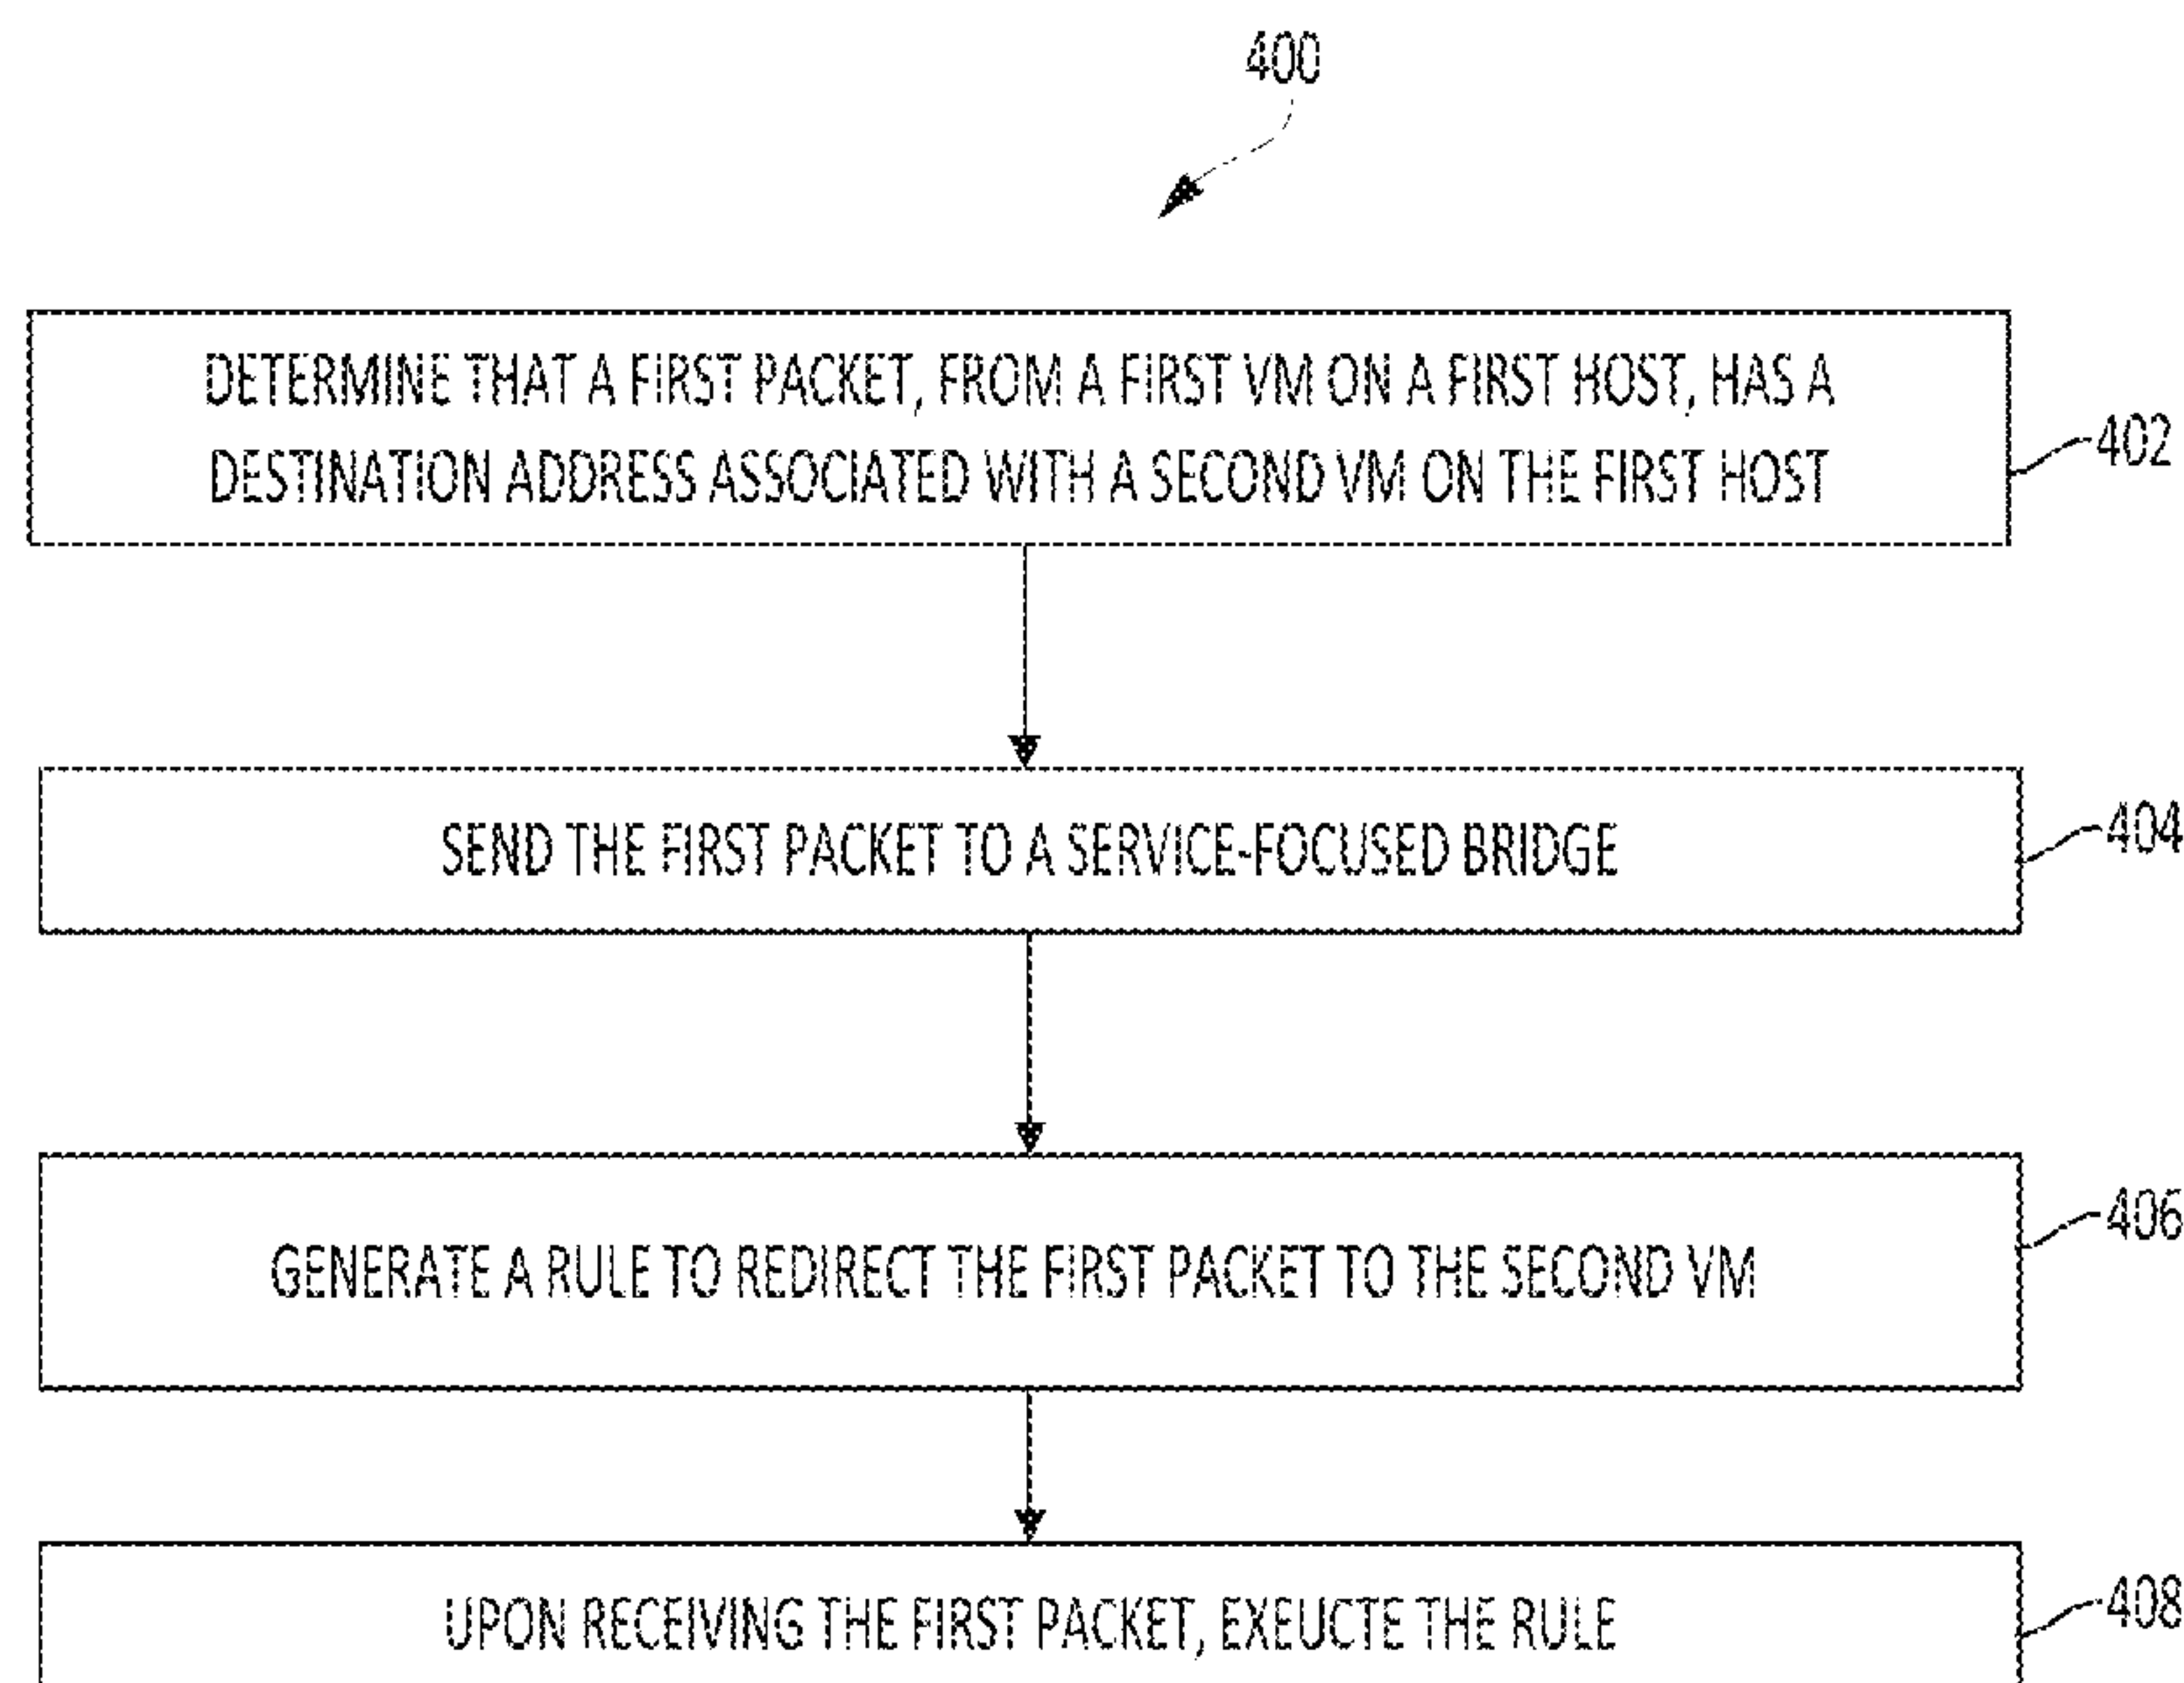 400
DETERMINE THAT A FIRST PACKET, FROM A FIRST VM ON A FIRST HOST, HAS A
DESTINATION ADDRESS ASSOCIATED WITH A SECOND VM ON THE FIRST HOST
402
SEND THE FIRST PACKET TO A SERVICE-FOCUSED BRIDGE
404
GENERATE A RULE TO REDIRECT THE FIRST PACKET TO THE SECOND VM
406
UPON RECEIVING THE FIRST PACKET, EXEUCTE THE RULE
408